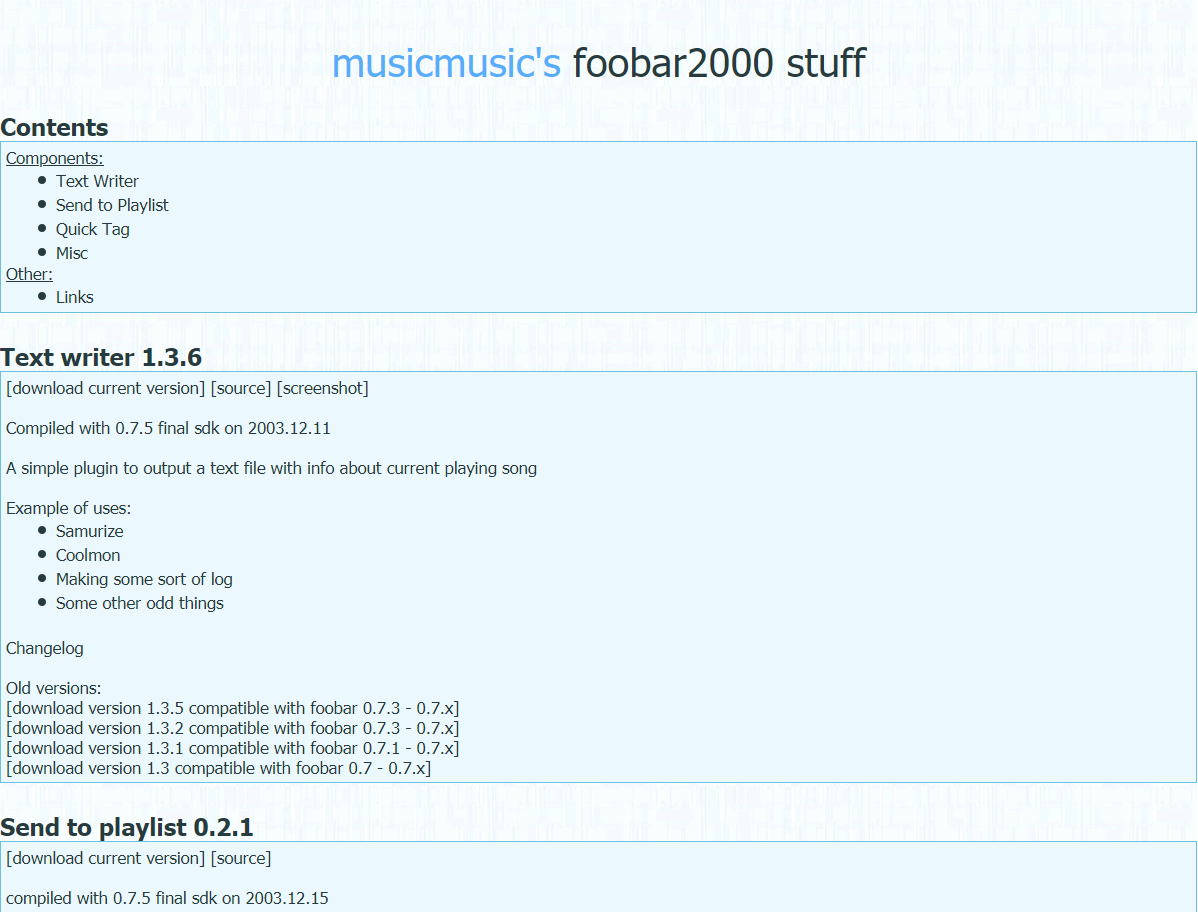 musicmusic's foobar2000 stuff
Contents
Components:
Text Writer
Send to Playlist
Quick Tag
Misc
Other:
Links
Text writer 1.3.6
[download current version] [source] [screenshot]
Compiled with 0.7.5 final sdk on 2003.12.11
A simple plugin to output a text file with info about current playing song
Example of uses:
Samurize
Coolmon
Making some sort of log
Some other odd things
Changelog
Old versions:
[download version 1.3.5 compatible with foobar 0.7.3 - 0.7.x]
[download version 1.3.2 compatible with foobar 0.7.3 - 0.7.x]
[download version 1.3.1 compatible with foobar 0.7.1 - 0.7.x]
[download version 1.3 compatible with foobar 0.7 - 0.7.x]
Send to playlist 0.2.1
[download current version] [source]
compiled with 0.7.5 final sdk on 2003.12.15